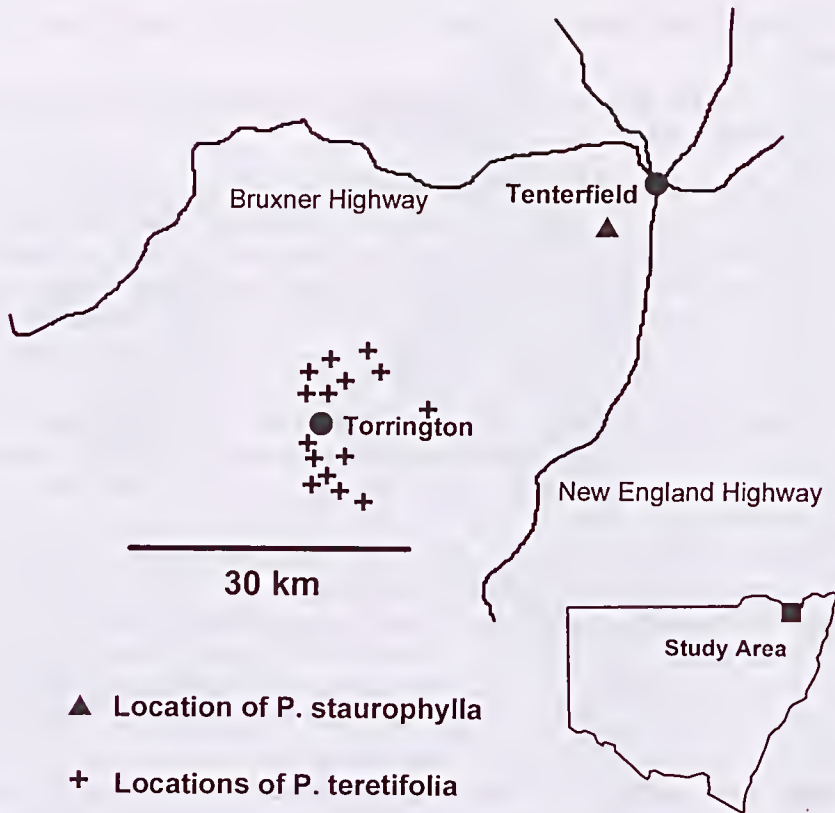 Bruxner Highway
Tenterfield
Torrington
New England Highway
30 km
Study Area
▲ Location of P. staurophylla
+ Locations of P. teretifolia